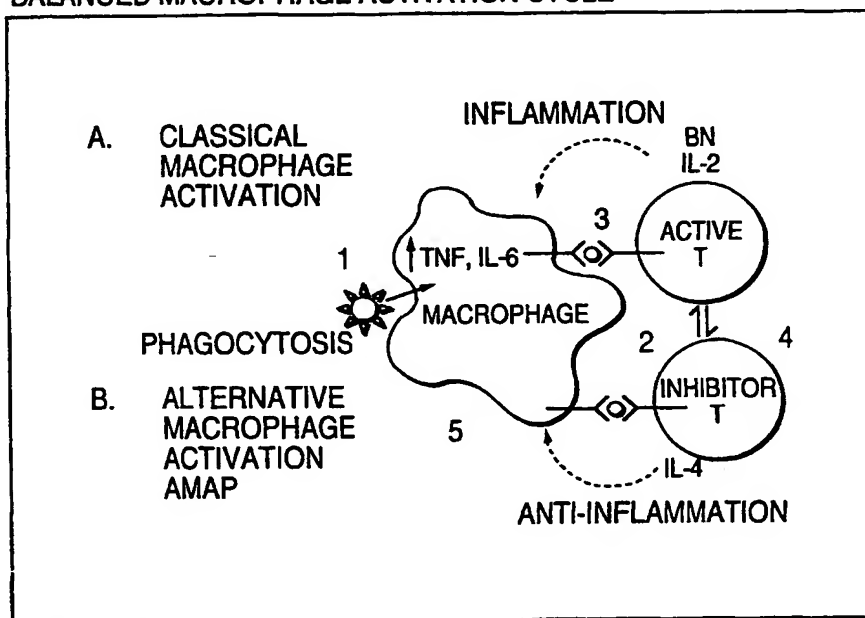 BALANCED MACROPHAGE ACTIVATION CYCLE
A. CLASSICAL
MACROPHAGE
ACTIVATION
INFLAMMATION
BN
IL-2
3
ACTIVE
T
1
TNF, IL-6
MACROPHAGE
PHAGOCYTOSIS
2
4
INHIBITOR
T
B. ALTERNATIVE
MACROPHAGE
ACTIVATION
AMAP
5
IL-4
ANTI-INFLAMMATION